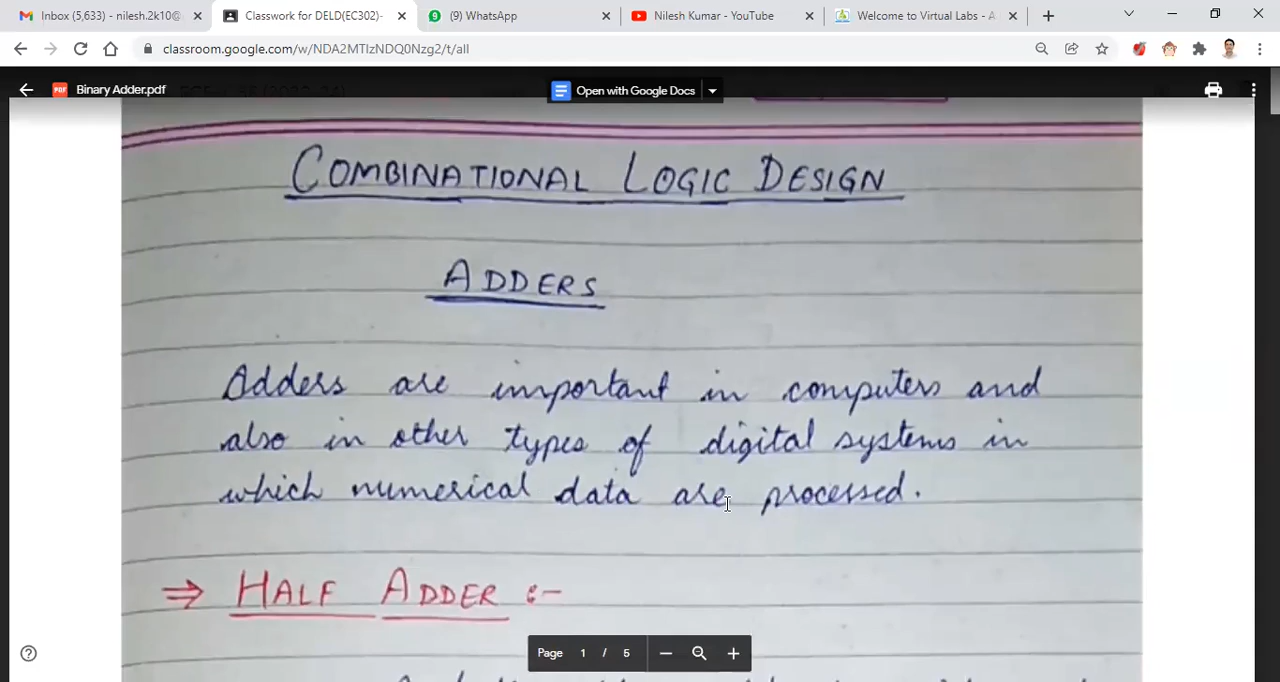 Inbox (5,633) - nilesh.2k10@
Classwork for DELD(EC302)-
(9) WhatsApp
Nilesh Kumar - YouTube
Welcome to Virtual Labs - A
classroom.google.com/w/NDA2MTIzNDQ0Nzg2/t/all
PDF
Binary Adder.pdf
Open with Google Docs
COMBINATIONAL LOGIC DESIGN
ADDERS
Adders are important in computers and
also in other types of digital systems in
which numerical data are processed.
⇒ HALF ADDER :-
Page 1 / 5